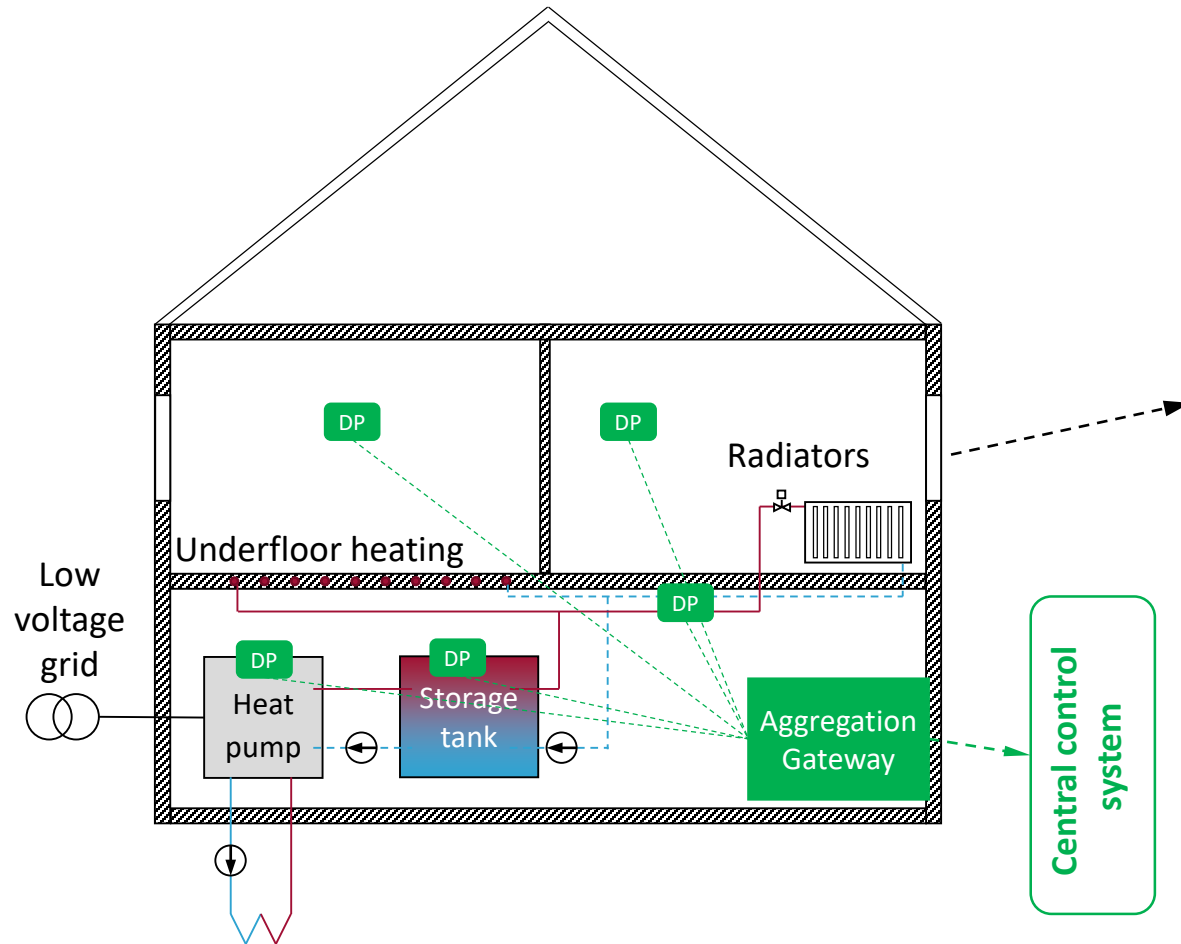 DP
DP
Radiators
Underfloor heating
Low
voltage
grid
DP
DP
DP
Heat
pump
Storage
tank
Aggregation
Gateway
Central control
system